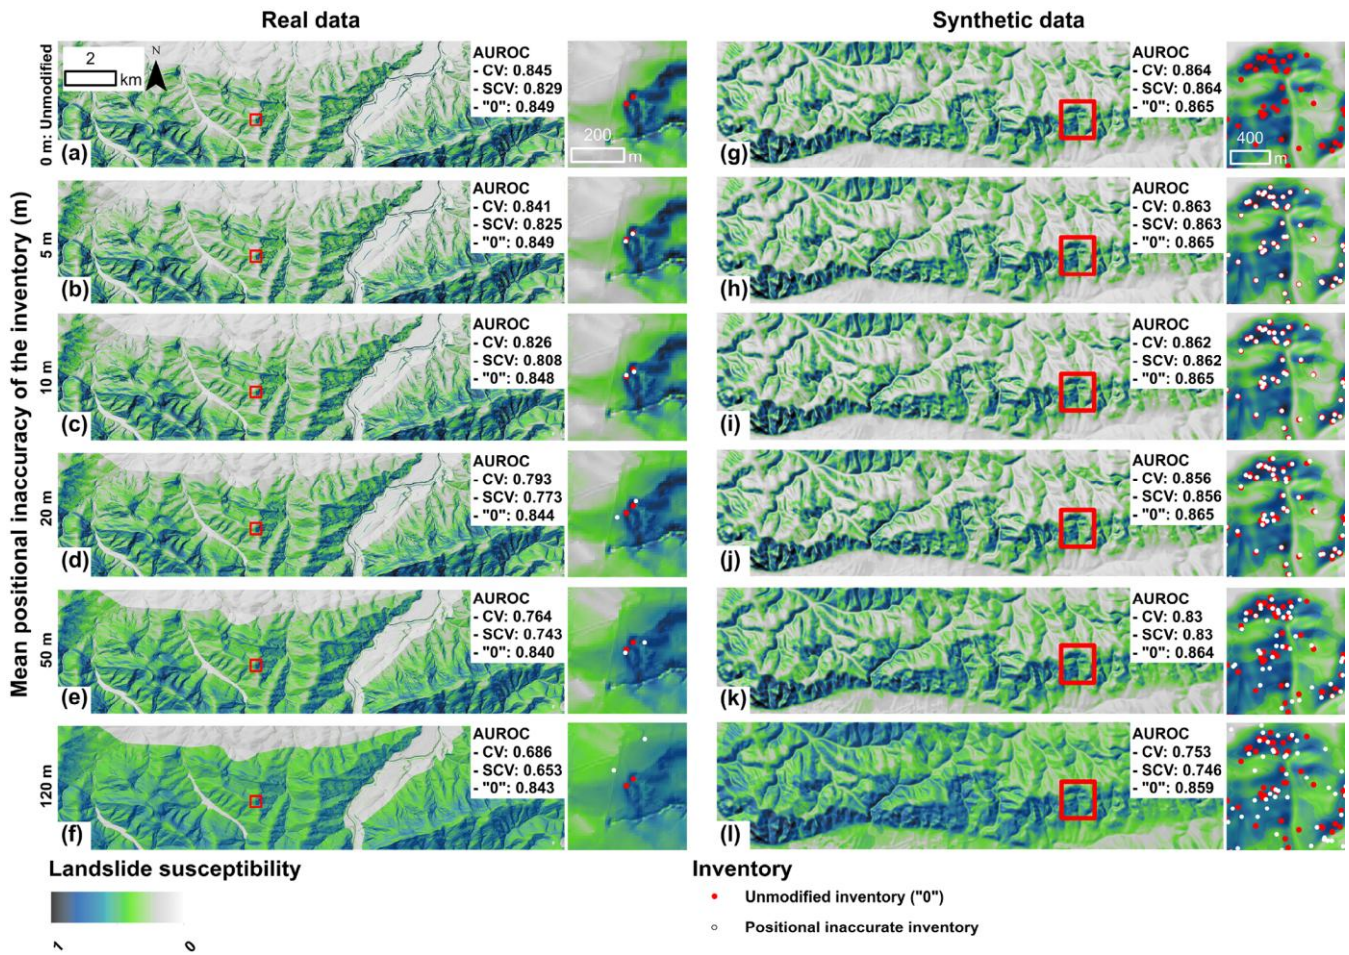 Real data
Synthetic data
Mean positional inaccuracy of the inventory (m)
0 m: Unmodified
2
km
N
AUROC
- CV: 0.845
- SCV: 0.829
- "0": 0.849
200
m
(a)
AUROC
- CV: 0.864
- SCV: 0.864
- "0": 0.865
400
m
(g)
5 m
AUROC
- CV: 0.841
- SCV: 0.825
- "0": 0.849
(b)
AUROC
- CV: 0.863
- SCV: 0.863
- "0": 0.865
(h)
10 m
AUROC
- CV: 0.826
- SCV: 0.808
- "0": 0.848
(c)
AUROC
- CV: 0.862
- SCV: 0.862
- "0": 0.865
(i)
20 m
AUROC
- CV: 0.793
- SCV: 0.773
- "0": 0.844
(d)
AUROC
- CV: 0.856
- SCV: 0.856
- "0": 0.865
(j)
50 m
AUROC
- CV: 0.764
- SCV: 0.743
- "0": 0.840
(e)
AUROC
- CV: 0.83
- SCV: 0.83
- "0": 0.864
(k)
120 m
AUROC
- CV: 0.686
- SCV: 0.653
- "0": 0.843
(f)
AUROC
- CV: 0.753
- SCV: 0.746
- "0": 0.859
(l)
Landslide susceptibility
1
0
Inventory
Unmodified inventory ("0")
Positional inaccurate inventory